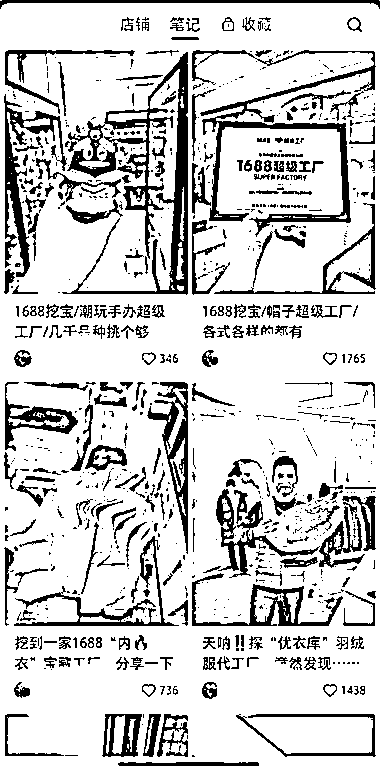 店铺 笔记 收藏
1688超级工厂
SUPER FACTORY
1688挖宝/潮玩手办超级
工厂/几千品种挑个够
346
1688挖宝/帽子超级工厂/
各式各样的都有
1765
挖到一家1688 “内🔥
衣”宝藏工厂 分享一下
736
天呐‼️探“优衣库”羽绒
服代工厂 竟然发现……
1438